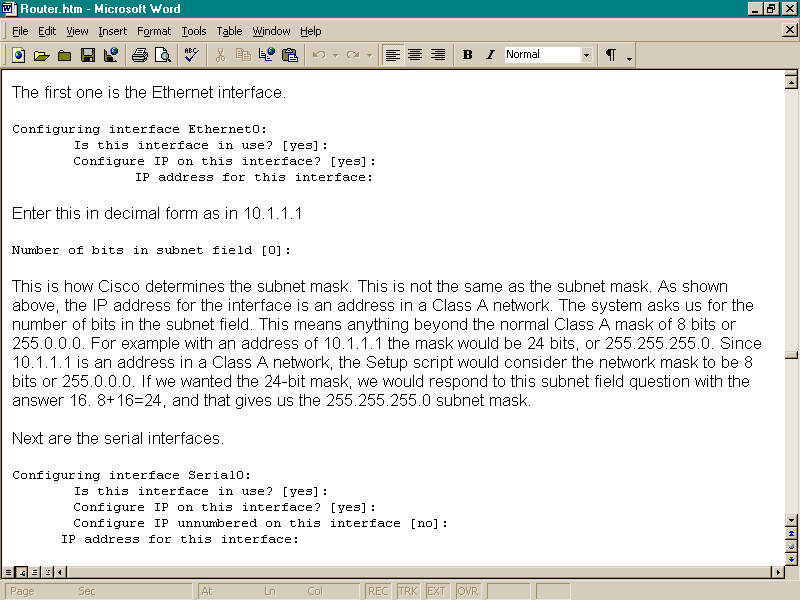 Router.htm - Microsoft Word
File Edit View Insert Format Tools Table Window Help
ABC B I Normal ¶
The first one is the Ethernet interface.
Configuring interface Ethernet0:
Is this interface in use? [yes]:
Configure IP on this interface? [yes]:
IP address for this interface:
Enter this in decimal form as in 10.1.1.1
Number of bits in subnet field [0]:
This is how Cisco determines the subnet mask. This is not the same as the subnet mask. As shown
above, the IP address for the interface is an address in a Class A network. The system asks us for the
number of bits in the subnet field. This means anything beyond the normal Class A mask of 8 bits or
255.0.0.0. For example with an address of 10.1.1.1 the mask would be 24 bits, or 255.255.255.0. Since
10.1.1.1 is an address in a Class A network, the Setup script would consider the network mask to be 8
bits or 255.0.0.0. If we wanted the 24-bit mask, we would respond to this subnet field question with the
answer 16. 8+16=24, and that gives us the 255.255.255.0 subnet mask.
Next are the serial interfaces.
Configuring interface Serial0:
Is this interface in use? [yes]:
Configure IP on this interface? [yes]:
Configure IP unnumbered on this interface [no]:
IP address for this interface:
Page Sec At Ln Col REC TRK EXT OVR